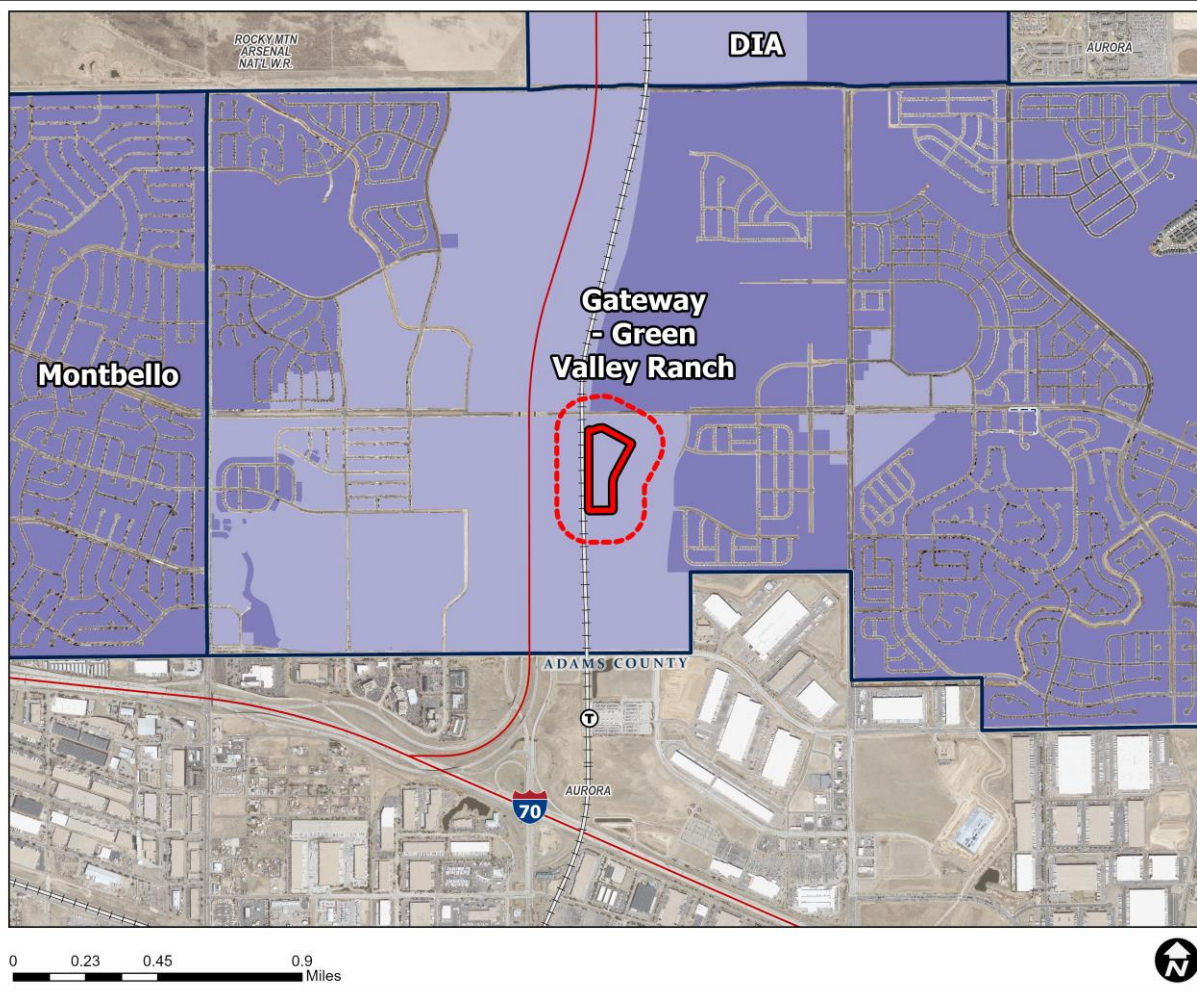 ROCKY MTN
ARSENAL
NAT'L W.R.
DIA
AURORA
Gateway
- Green
Valley Ranch
Montbello
ADAMS COUNTY
T
AURORA
70
0 0.23 0.45 0.9
Miles
N